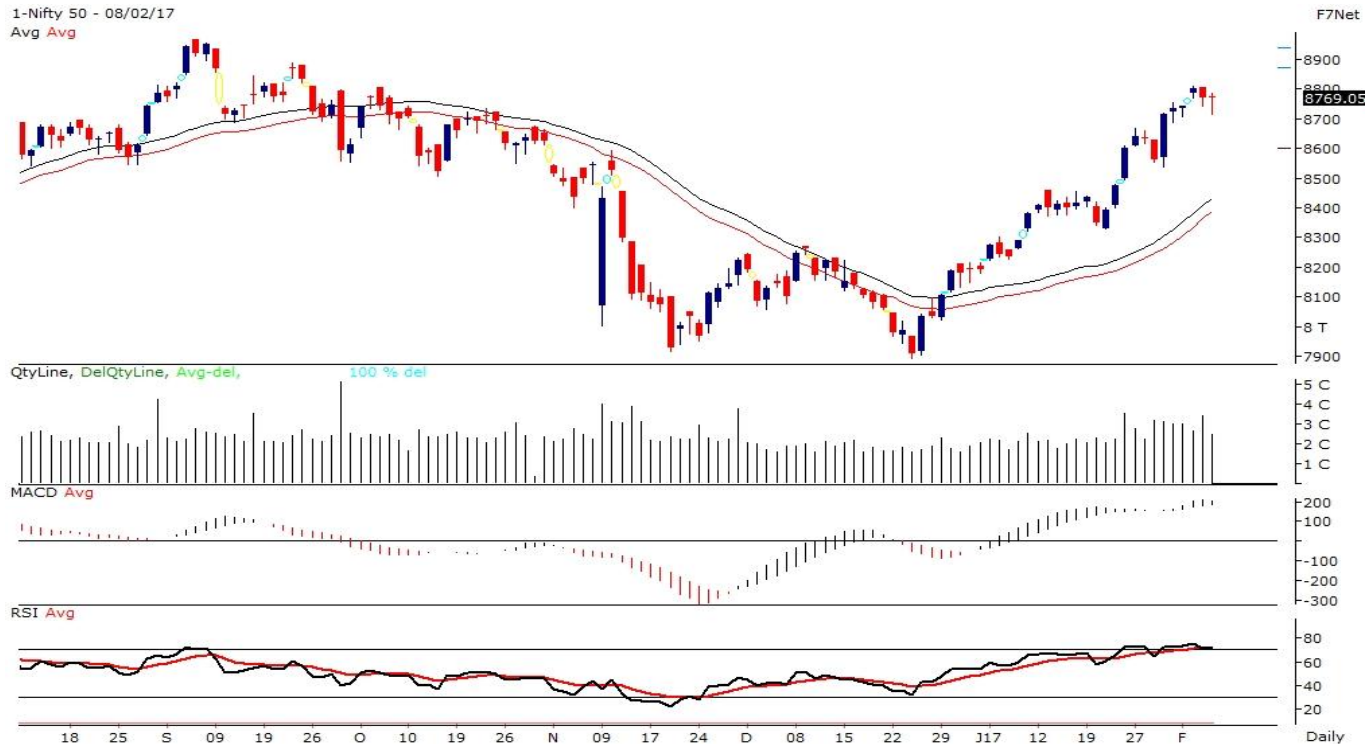 1-Nifty 50 - 08/02/17 F7Net
Avg Avg
8900
8800
8769.05
8700
8600
8500
8400
8300
8200
8100
8 T
7900
QtyLine, DelQtyLine, Avg-del, 100 % del
5 C
4 C
3 C
2 C
1 C
MACD Avg
200
100
-100
-200
-300
RSI Avg
80
60
40
20
18 25 S 09 19 26 O 10 19 26 N 09 17 24 D 08 15 22 29 J17 12 19 27 F Daily